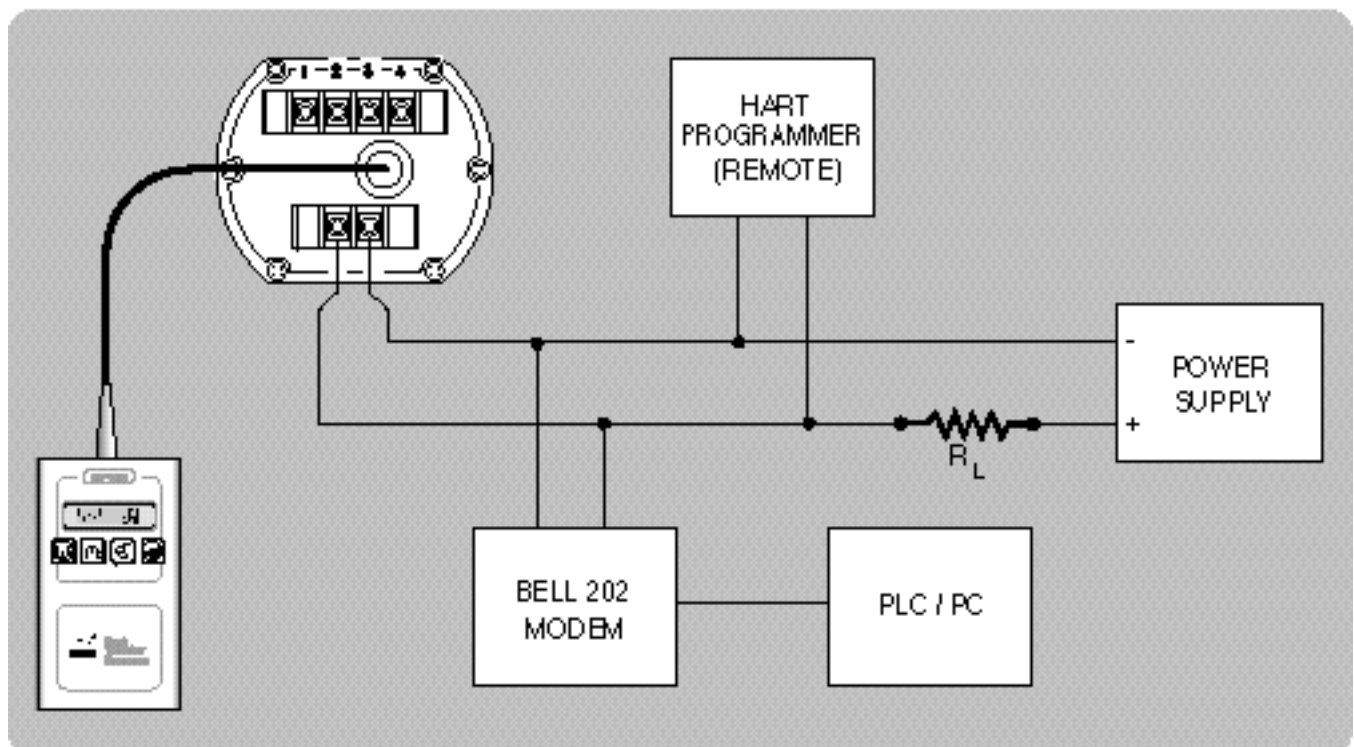 1 - 2 - 3 - 4
HART
PROGRAMMER
(REMOTE)
-
POWER
SUPPLY
+
R L
BELL 202
MODEM
PLC / PC